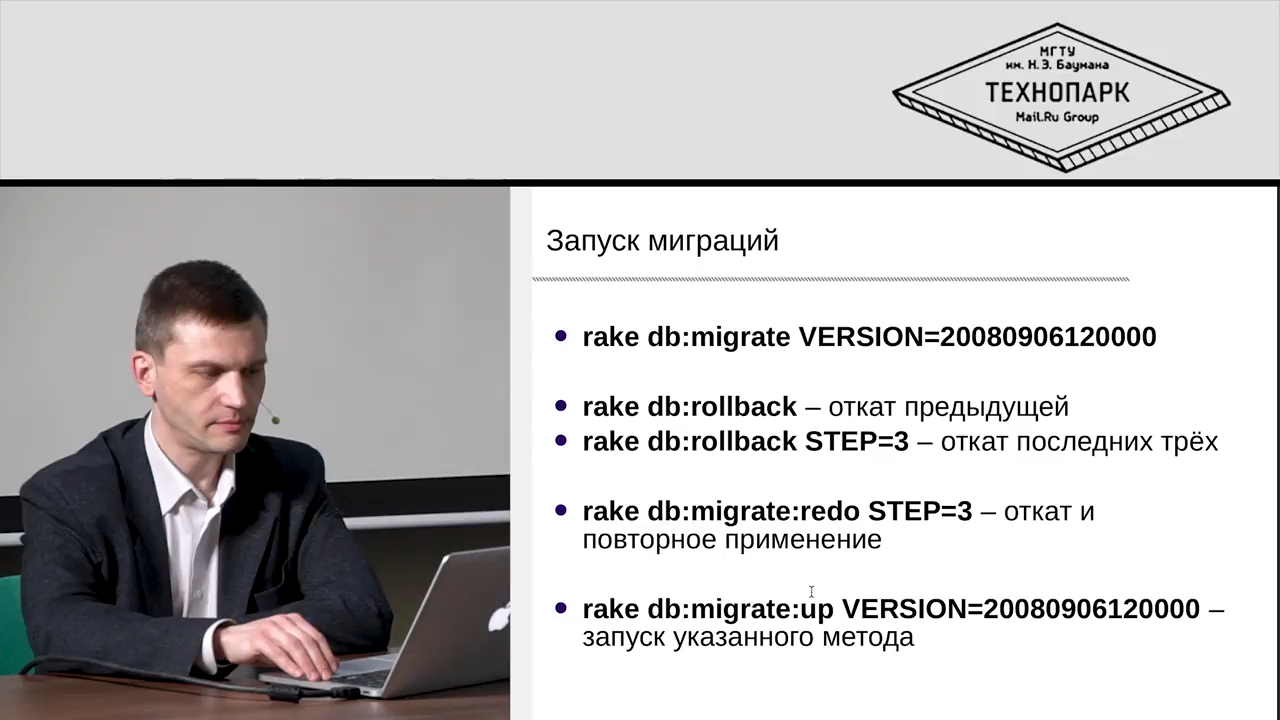 МГТУ
им. Н.Э. Баумана
ТЕХНОПАРК
Mail.Ru Group
Запуск миграций
rake db:migrate VERSION=20080906120000
rake db:rollback – откат предыдущей
rake db:rollback STEP=3 – откат последних трёх
rake db:migrate:redo STEP=3 – откат и
повторное применение
rake db:migrate:up VERSION=20080906120000 –
запуск указанного метода